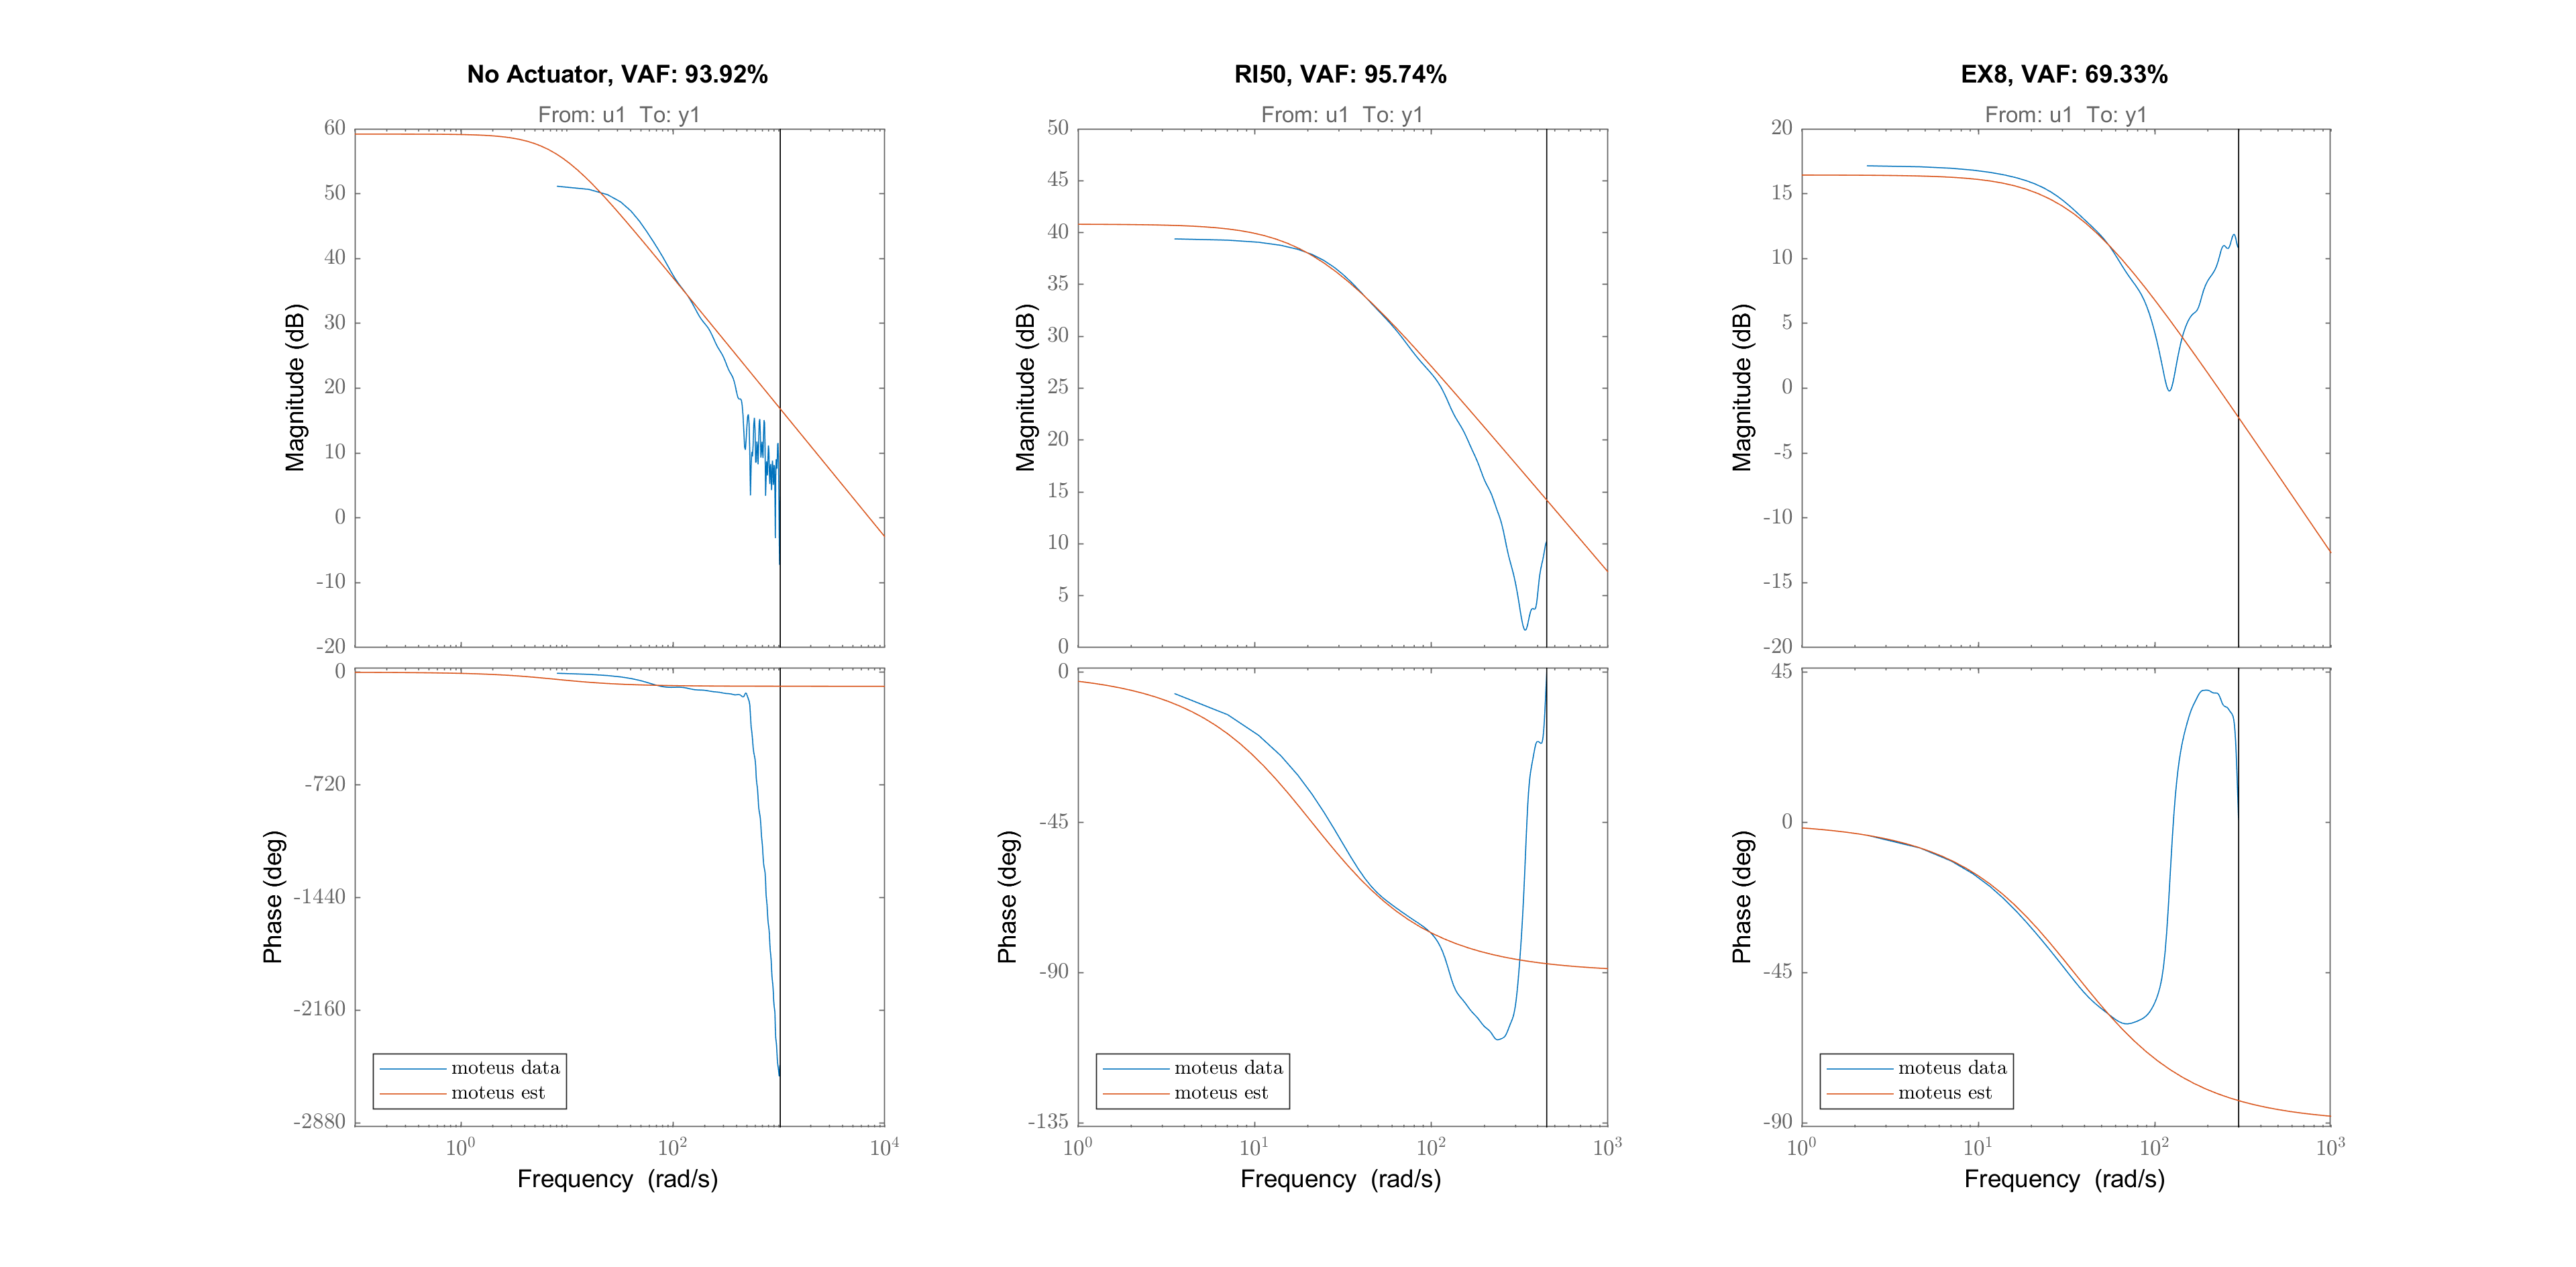 No Actuator, VAF: 93.92%
From: u1 To: y1
60
50
40
30
20
10
0
-10
-20
Magnitude (dB)
0
-720
-1440
-2160
-2880
Phase (deg)
moteus data
moteus est
10^0
10^2
10^4
Frequency (rad/s)
RI50, VAF: 95.74%
From: u1 To: y1
50
45
40
35
30
25
20
15
10
5
0
Magnitude (dB)
0
-45
-90
-135
Phase (deg)
moteus data
moteus est
10^0
10^1
10^2
10^3
Frequency (rad/s)
EX8, VAF: 69.33%
From: u1 To: y1
20
15
10
5
0
-5
-10
-15
-20
Magnitude (dB)
45
0
-45
-90
Phase (deg)
moteus data
moteus est
10^0
10^1
10^2
10^3
Frequency (rad/s)